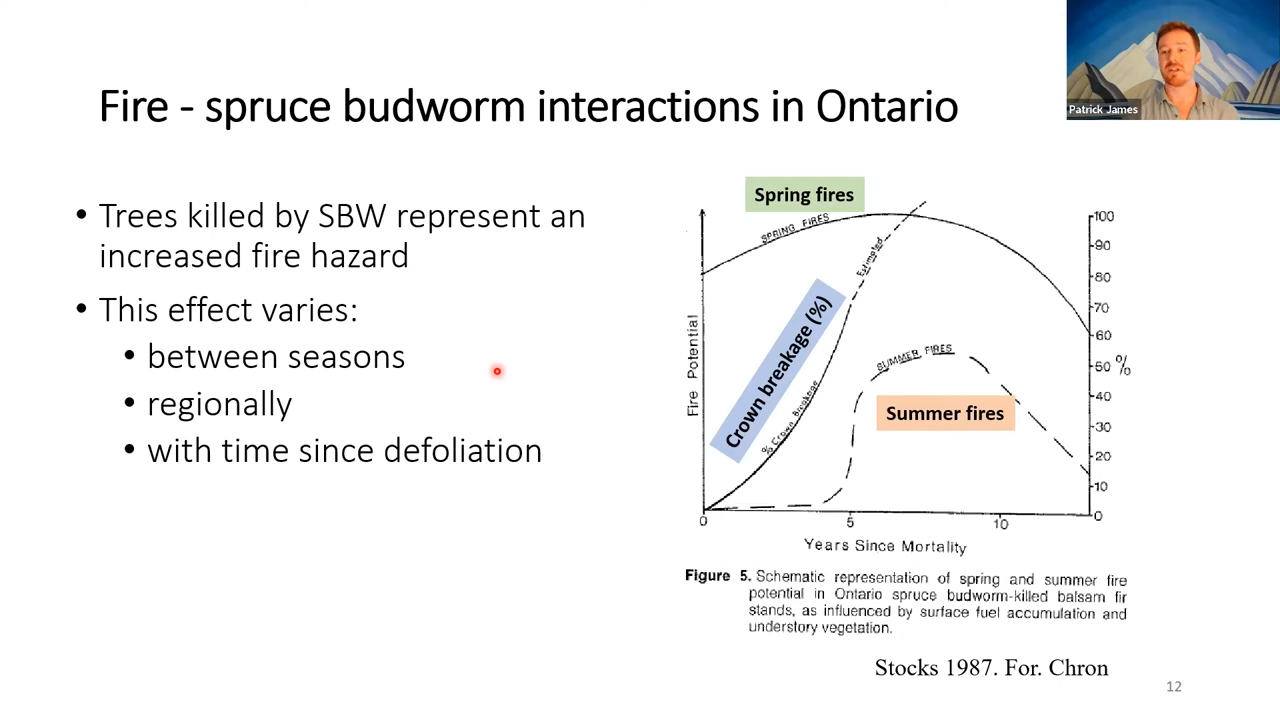 Patrick James
Fire - spruce budworm interactions in Ontario
• Trees killed by SBW represent an
increased fire hazard
• This effect varies:
• between seasons
• regionally
• with time since defoliation
Spring fires
SPRING FIRES
Estimated
Crown breakage (%)
% Crown Breakage
SUMMER FIRES
Summer fires
Fire Potential
100
90
80
70
60
50 %
40
30
20
10
0
0 5 10
Years Since Mortality
Figure 5. Schematic representation of spring and summer fire
potential in Ontario spruce budworm-killed balsam fir
stands, as influenced by surface fuel accumulation and
understory vegetation.
Stocks 1987. For. Chron
12